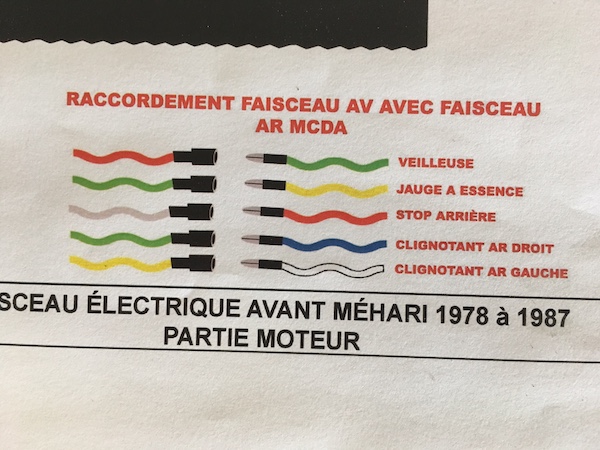 RACCORDEMENT FAISCEAU AV AVEC FAISCEAU
AR MCDA
VEILLEUSE
JAUGE A ESSENCE
STOP ARRIÈRE
CLIGNOTANT AR DROIT
CLIGNOTANT AR GAUCHE
SCEAU ÉLECTRIQUE AVANT MÉHARI 1978 à 1987
PARTIE MOTEUR